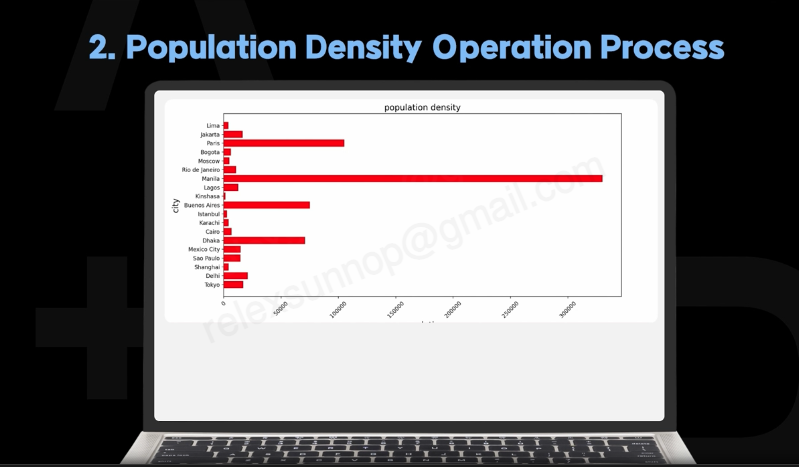 2. Population Density Operation Process
population density
Lima
Jakarta
Paris
Bogota
Moscow
Rio de Janeiro
Manila
Lagos
Kinshasa
Buenos Aires
Istanbul
Karachi
Cairo
Dhaka
Mexico City
Sao Paulo
Shanghai
Delhi
Tokyo
city
0
50000
100000
150000
200000
250000
300000
relexsunnop@gmail.com